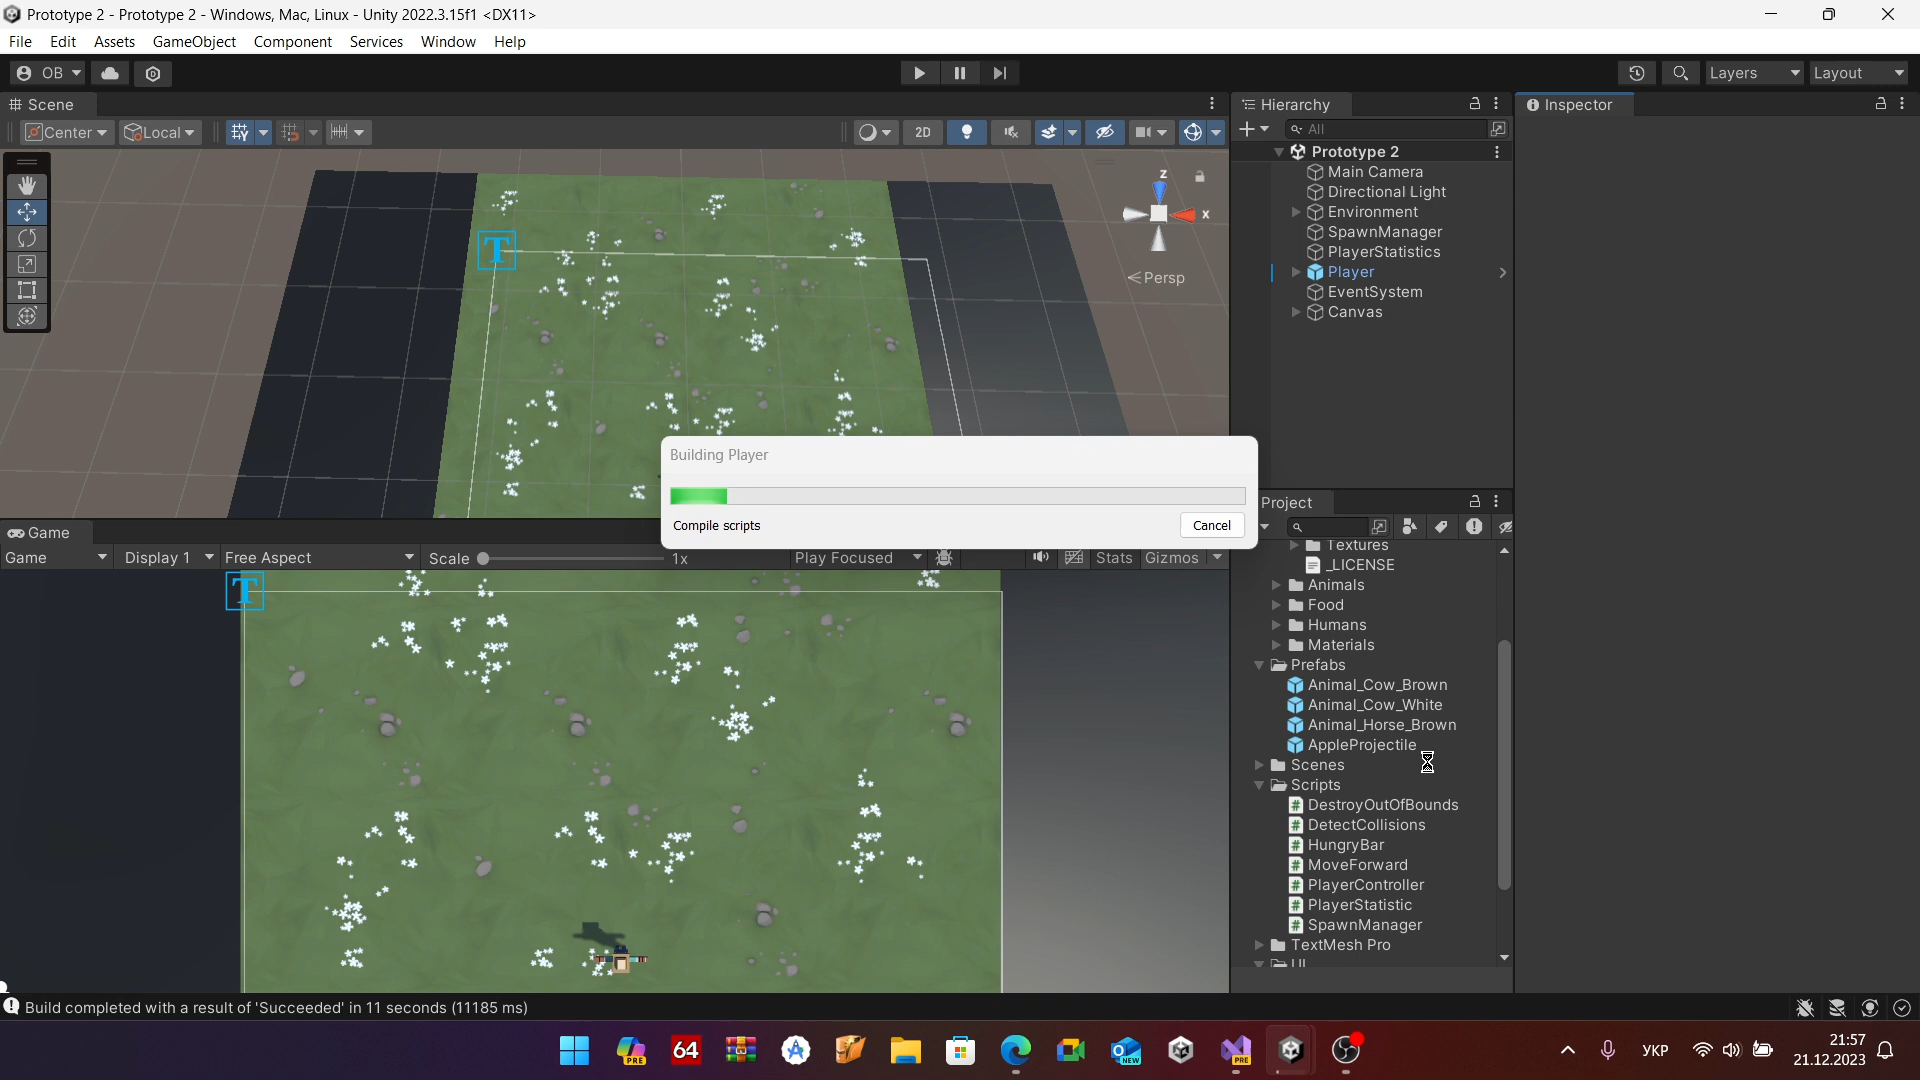 Prototype 2 - Prototype 2 - Windows, Mac, Linux - Unity 2022.3.15f1 <DX11>
File Edit Assets GameObject Component Services Window Help
OB
Layers
Layout
Scene
Center
Local
2D
z
x
Persp
T
Hierarchy
All
Prototype 2
Main Camera
Directional Light
Environment
SpawnManager
PlayerStatistics
Player
EventSystem
Canvas
Inspector
Building Player
Compile scripts
Cancel
Game
Game
Display 1
Free Aspect
Scale
1x
Play Focused
Stats
Gizmos
T
Project
Textures
_LICENSE
Animals
Food
Humans
Materials
Prefabs
Animal_Cow_Brown
Animal_Cow_White
Animal_Horse_Brown
AppleProjectile
Scenes
Scripts
DestroyOutOfBounds
DetectCollisions
HungryBar
MoveForward
PlayerController
PlayerStatistic
SpawnManager
TextMesh Pro
UI
Build completed with a result of 'Succeeded' in 11 seconds (11185 ms)
PRE
64
NEW
PRE
УКР
21:57
21.12.2023